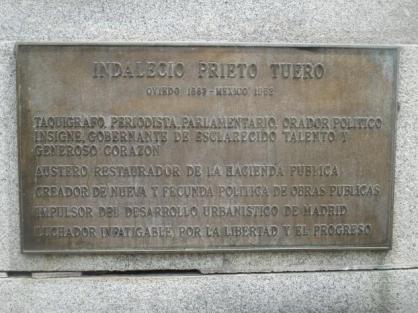 INDALECIO PRIETO TUERO
OVIEDO 1883 - MEXICO, 1962
TAQUIGRAFO, PERIODISTA, PARLAMENTARIO, ORADOR POLITICO
INSIGNE, GOBERNANTE DE ESCLARECIDO TALENTO Y
GENEROSO CORAZON
AUSTERO RESTAURADOR DE LA HACIENDA PUBLICA
CREADOR DE NUEVA Y FECUNDA POLITICA DE OBRAS PUBLICAS
IMPULSOR DEL DESARROLLO URBANISTICO DE MADRID
LUCHADOR INFATIGABLE, POR LA LIBERTAD Y EL PROGRESO